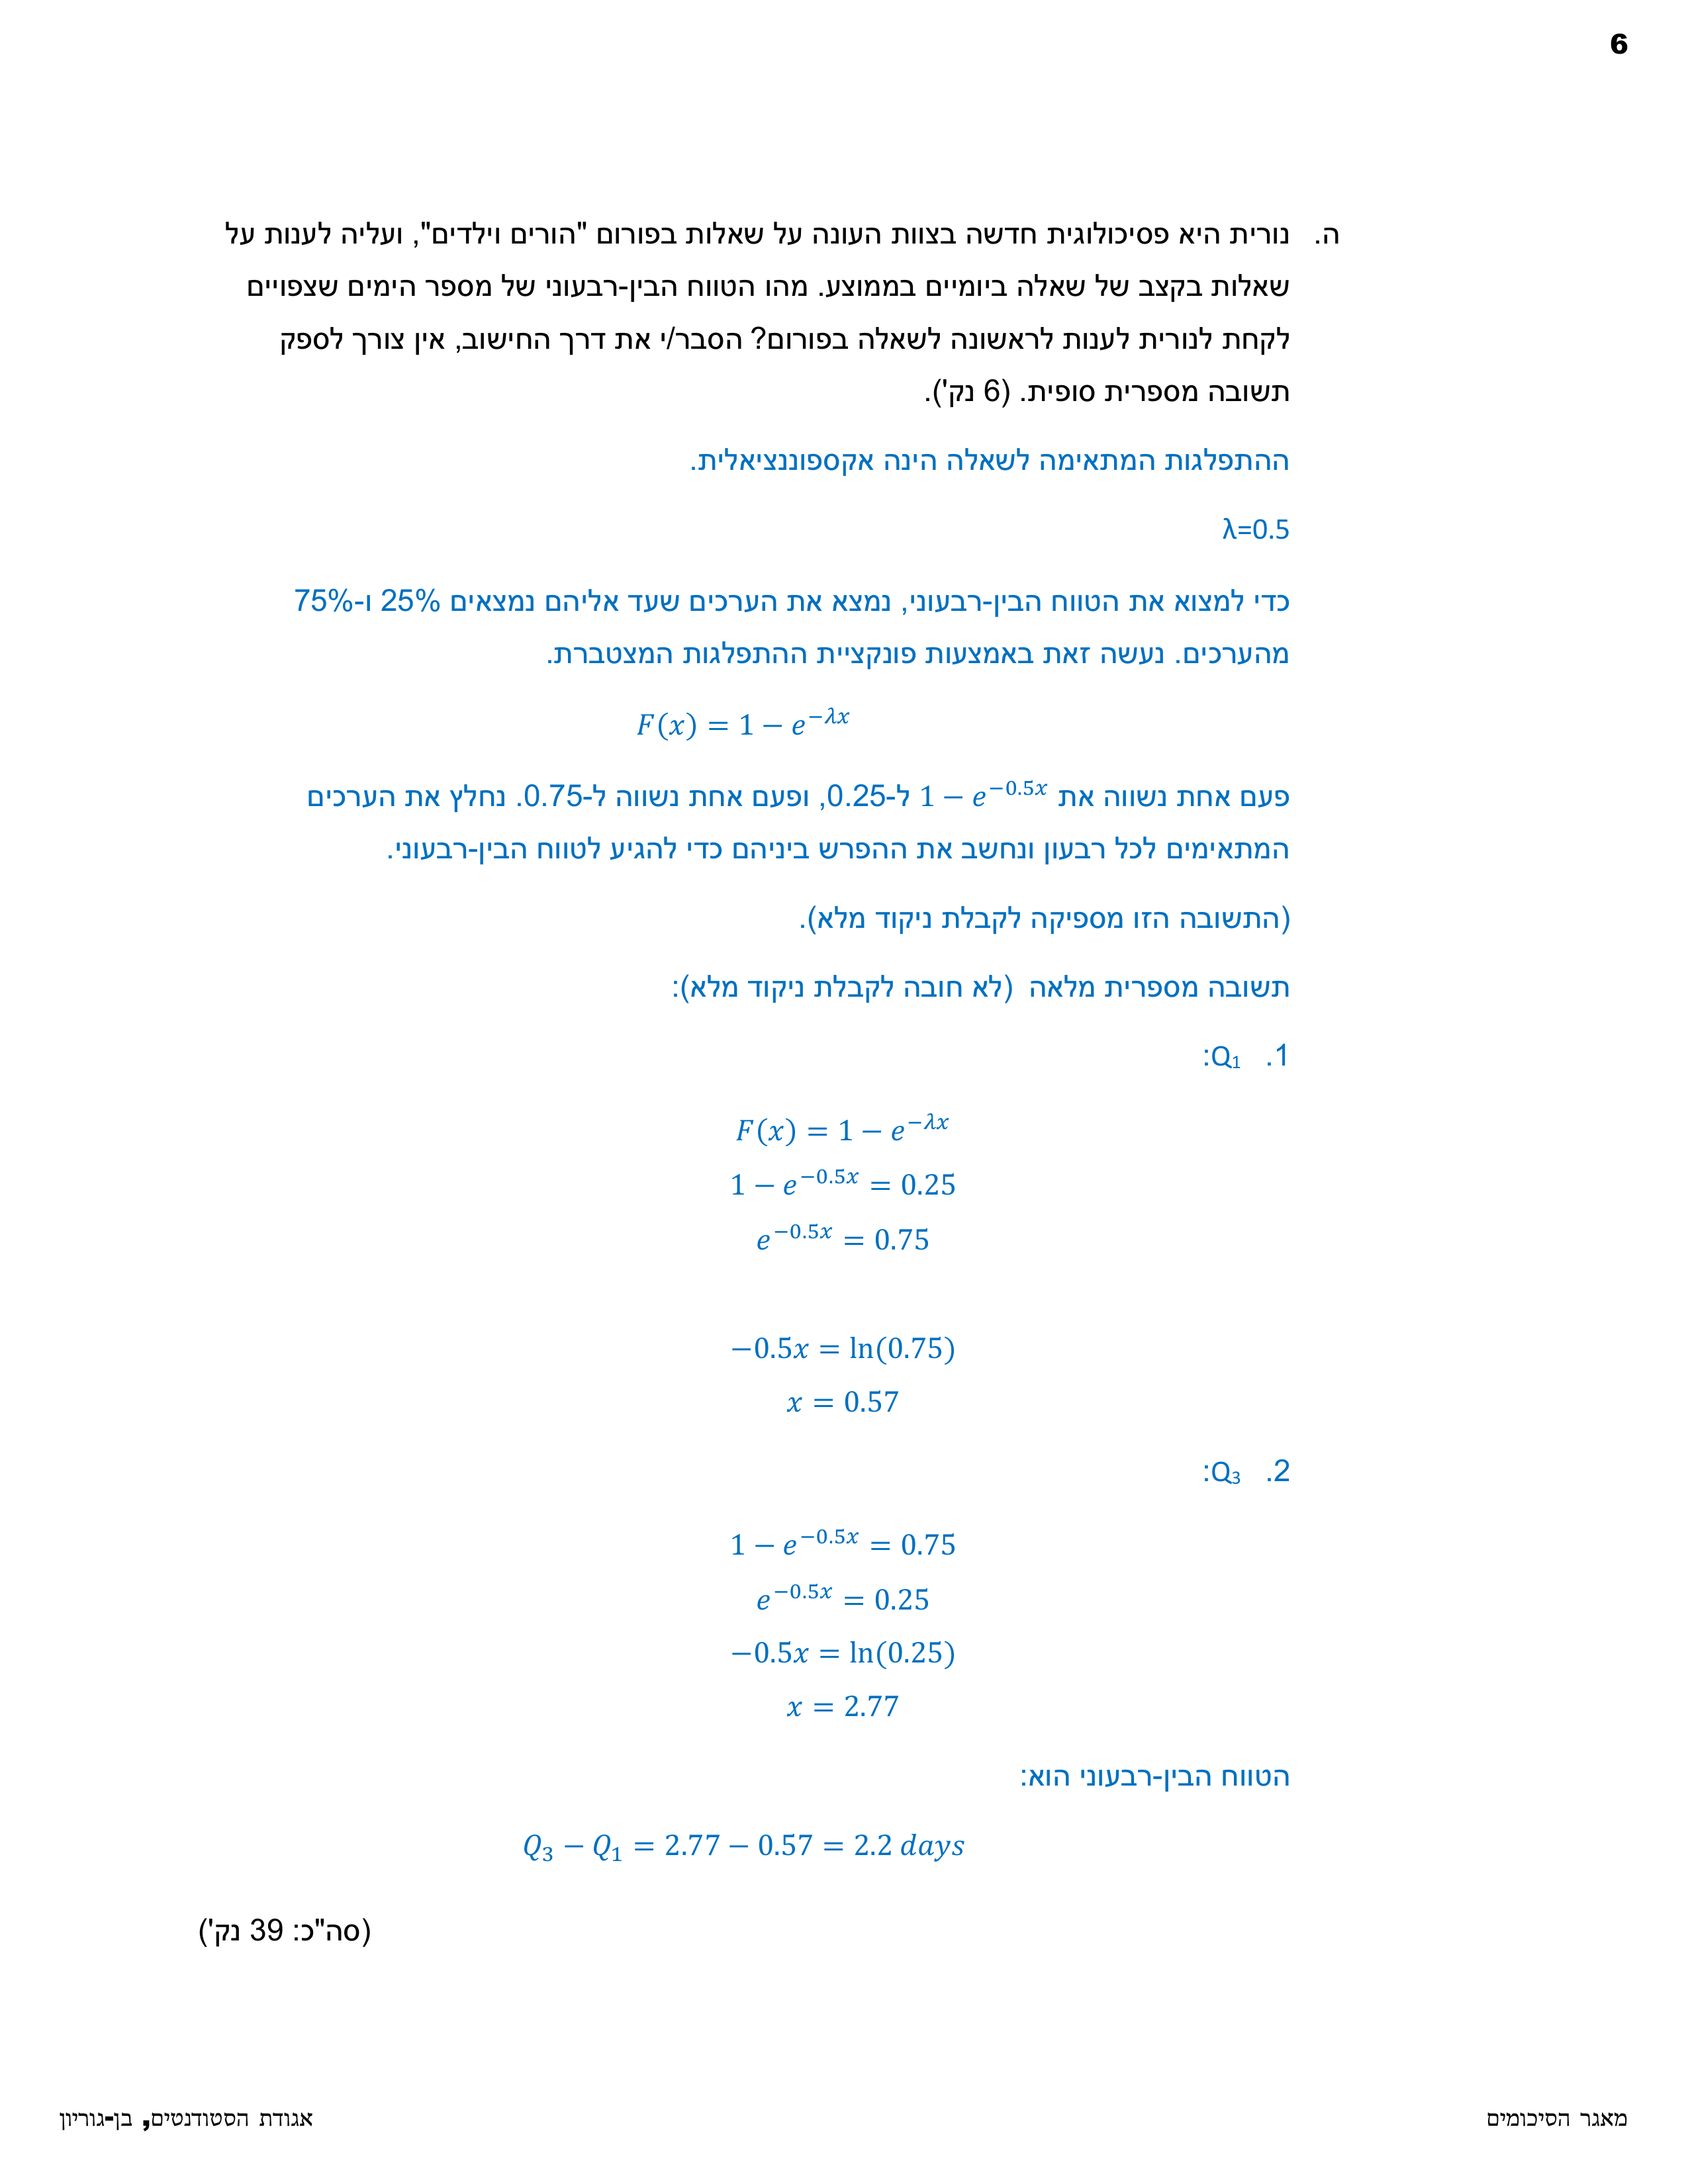 6
ה. נורית היא פסיכולוגית חדשה בצוות העונה על שאלות בפורום "הורים וילדים", ועליה לענות על
שאלות בקצב של שאלה ביומיים בממוצע. מהו הטווח הבין-רבעוני של מספר הימים שצפויים
לקחת לנורית לענות לראשונה לשאלה בפורום? הסבר/י את דרך החישוב, אין צורך לספק
תשובה מספרית סופית. (6 נק').
ההתפלגות המתאימה לשאלה הינה אקספוננציאלית.
λ=0.5
כדי למצוא את הטווח הבין-רבעוני, נמצא את הערכים שעד אליהם נמצאים 25% ו-75%
מהערכים. נעשה זאת באמצעות פונקציית ההתפלגות המצטברת.
$F(x) = 1 - e^{-\lambda x}$
פעם אחת נשווה את $1 - e^{-0.5x}$ ל-0.25, ופעם אחת נשווה ל-0.75. נחלץ את הערכים
המתאימים לכל רבעון ונחשב את ההפרש ביניהם כדי להגיע לטווח הבין-רבעוני.
(התשובה הזו מספיקה לקבלת ניקוד מלא).
תשובה מספרית מלאה (לא חובה לקבלת ניקוד מלא):
1. Q₁:
$F(x) = 1 - e^{-\lambda x}$
$1 - e^{-0.5x} = 0.25$
$e^{-0.5x} = 0.75$
$-0.5x = \ln(0.75)$
$x = 0.57$
2. Q₃:
$1 - e^{-0.5x} = 0.75$
$e^{-0.5x} = 0.25$
$-0.5x = \ln(0.25)$
$x = 2.77$
הטווח הבין-רבעוני הוא:
$Q_3 - Q_1 = 2.77 - 0.57 = 2.2\ days$
(סה"כ: 39 נק')
מאגר הסיכומים אגודת הסטודנטים, בן-גוריון